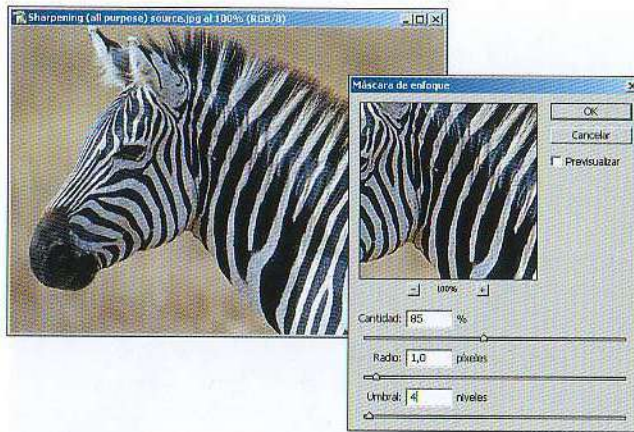 Sharpening (all purpose) source.jpg al 100% (RGB/8)
Máscara de enfoque
OK
Cancelar
Previsualizar
100%
Cantidad: 85 %
Radio: 1,0 píxeles
Umbral: 4 niveles